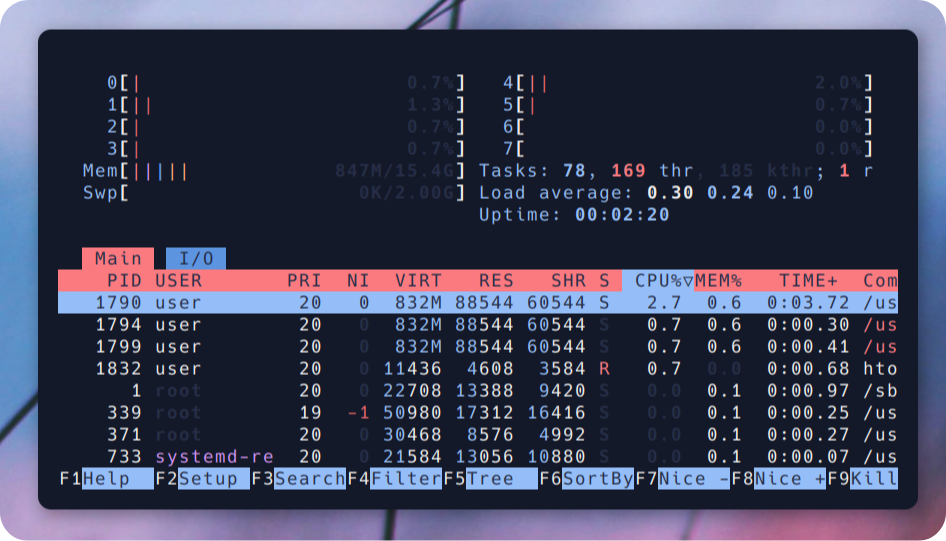 0[| 0.7%] 4[|| 2.0%]
1[|| 1.3%] 5[| 0.7%]
2[| 0.7%] 6[ 0.0%]
3[| 0.7%] 7[ 0.0%]
Mem[||||| 847M/15.4G] Tasks: 78, 169 thr, 185 kthr; 1 r
Swp[ 0K/2.00G] Load average: 0.30 0.24 0.10
Uptime: 00:02:20
Main I/O
PID USER PRI NI VIRT RES SHR S CPU%▽MEM% TIME+ Com
1790 user 20 0 832M 88544 60544 S 2.7 0.6 0:03.72 /us
1794 user 20 0 832M 88544 60544 S 0.7 0.6 0:00.30 /us
1799 user 20 0 832M 88544 60544 S 0.7 0.6 0:00.41 /us
1832 user 20 0 11436 4608 3584 R 0.7 0.0 0:00.68 hto
1 root 20 0 22708 13388 9420 S 0.0 0.1 0:00.97 /sb
339 root 19 -1 50980 17312 16416 S 0.0 0.1 0:00.25 /us
371 root 20 0 30468 8576 4992 S 0.0 0.1 0:00.27 /us
733 systemd-re 20 0 21584 13056 10880 S 0.0 0.1 0:00.07 /us
F1Help F2Setup F3SearchF4FilterF5Tree F6SortByF7Nice -F8Nice +F9Kill